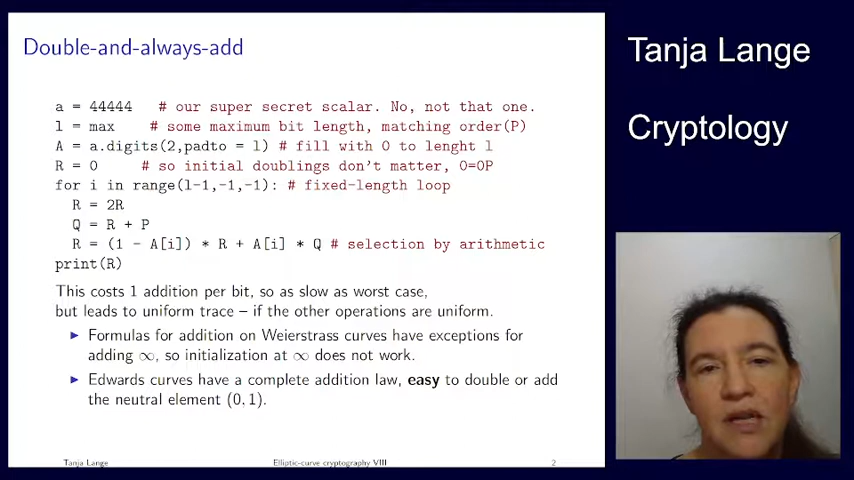 Double-and-always-add
a = 44444 # our super secret scalar. No, not that one.
l = max # some maximum bit length, matching order(P)
A = a.digits(2,padto = l) # fill with 0 to lenght l
R = 0 # so initial doublings don't matter, 0=0P
for i in range(l-1,-1,-1): # fixed-length loop
R = 2R
Q = R + P
R = (1 - A[i]) * R + A[i] * Q # selection by arithmetic
print(R)
This costs 1 addition per bit, so as slow as worst case,
but leads to uniform trace – if the other operations are uniform.
▶ Formulas for addition on Weierstrass curves have exceptions for
adding ∞, so initialization at ∞ does not work.
▶ Edwards curves have a complete addition law, easy to double or add
the neutral element (0, 1).
Tanja Lange Elliptic-curve cryptography VIII 2
Tanja Lange
Cryptology